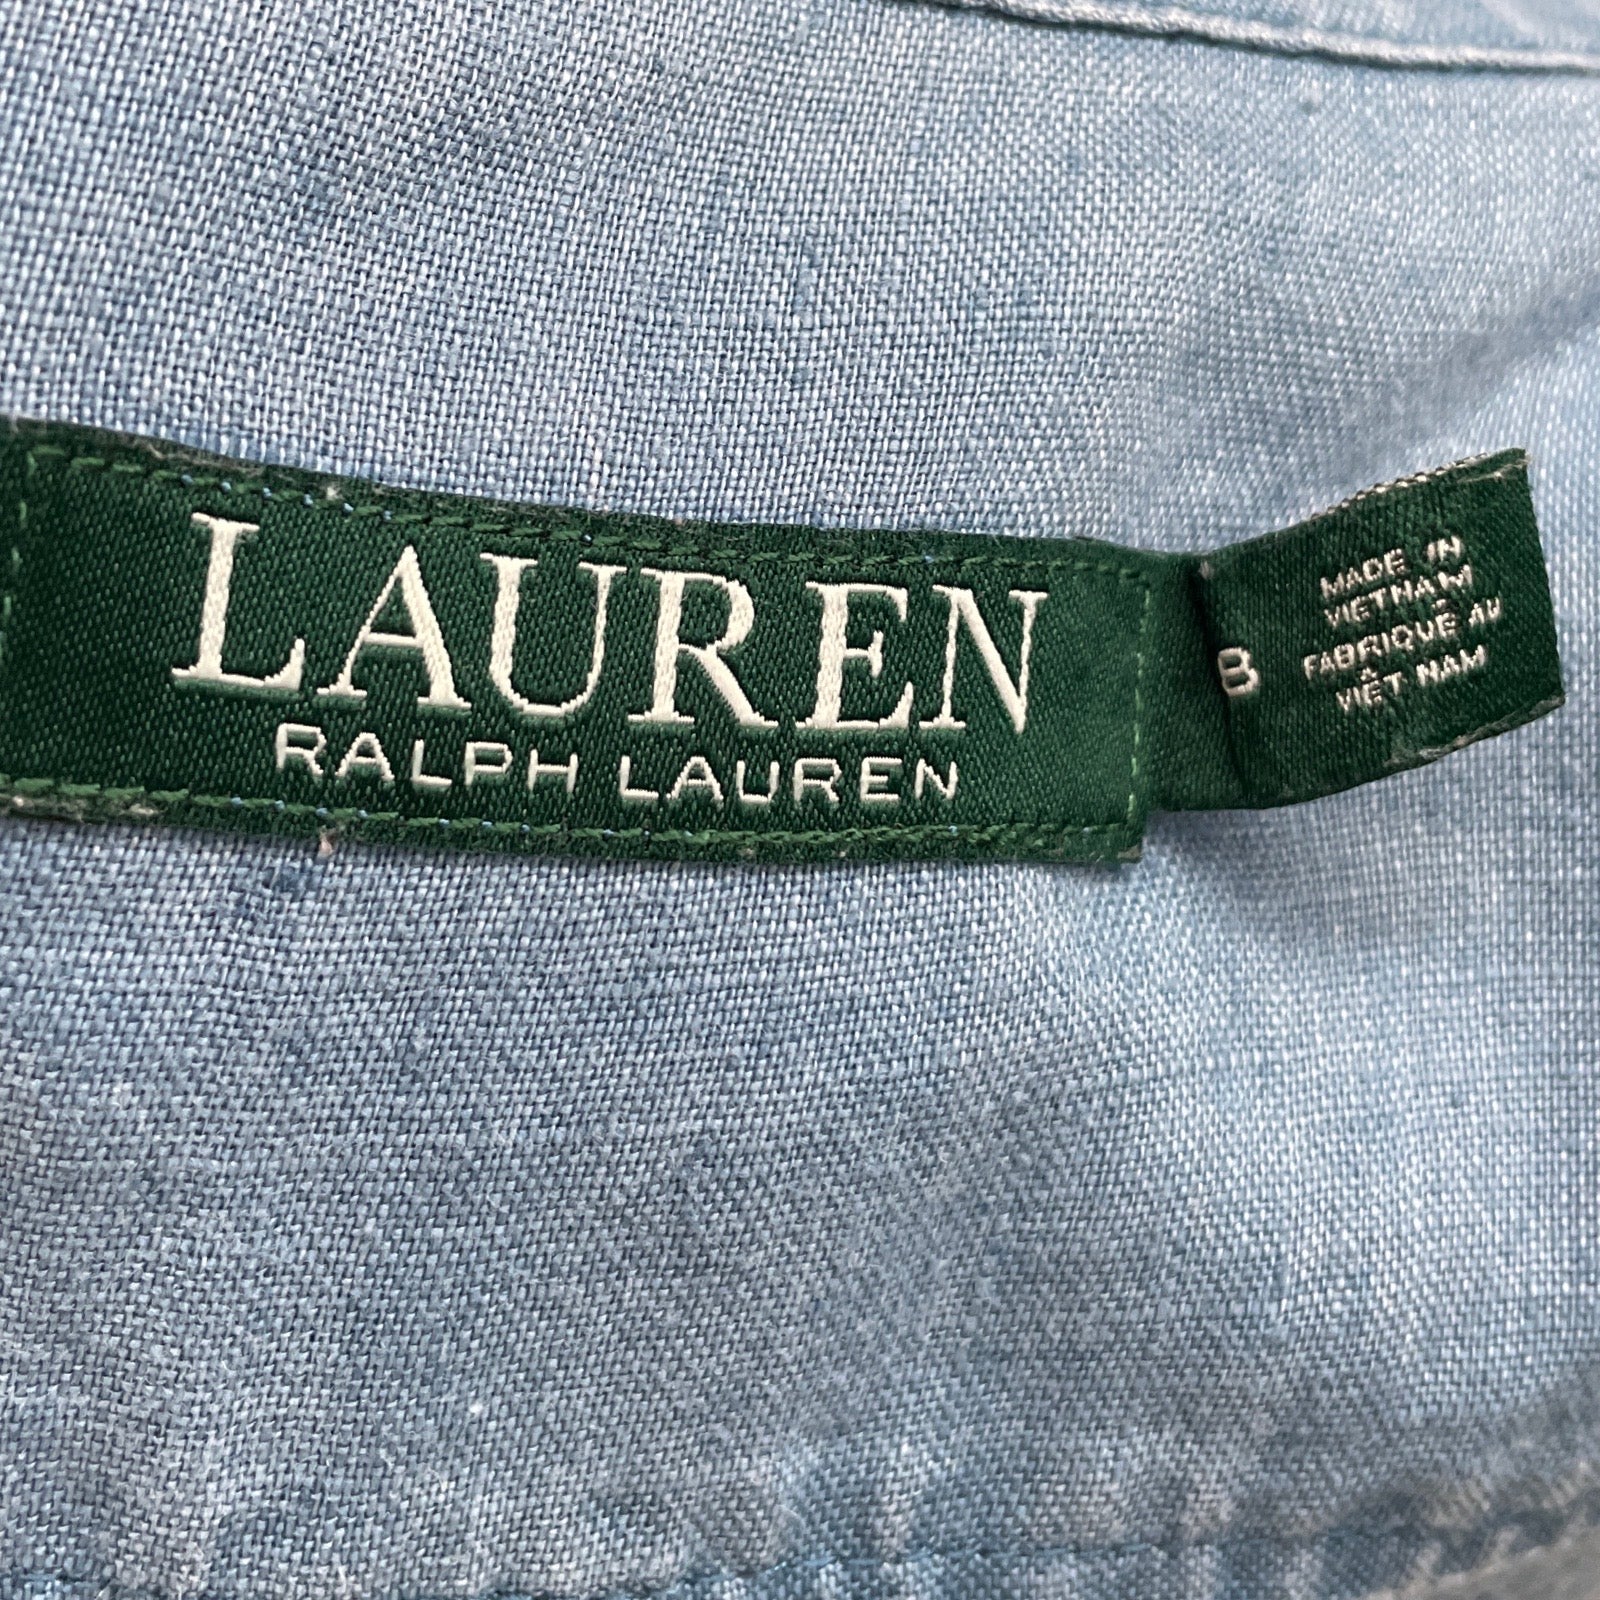 LAUREN
RALPH LAUREN
8
MADE IN
VIETNAM
FABRIQUÉ AU
VIÊT NAM